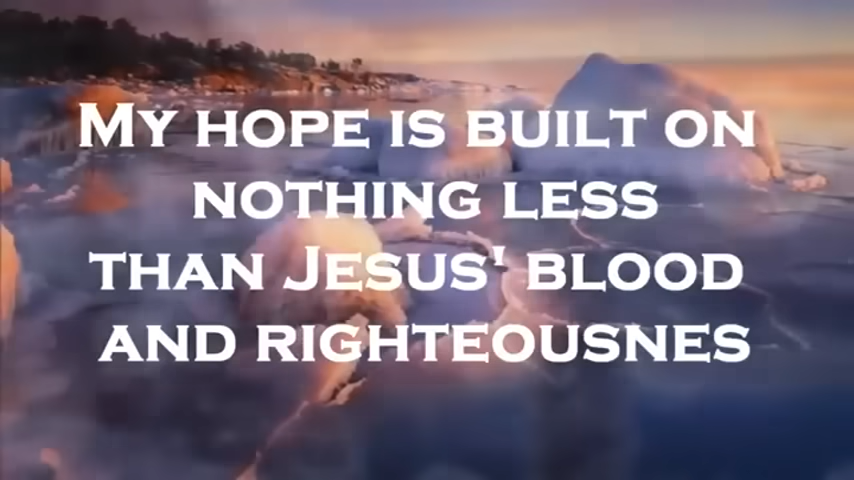 My hope is built on
nothing less
than Jesus' blood
and righteousnes